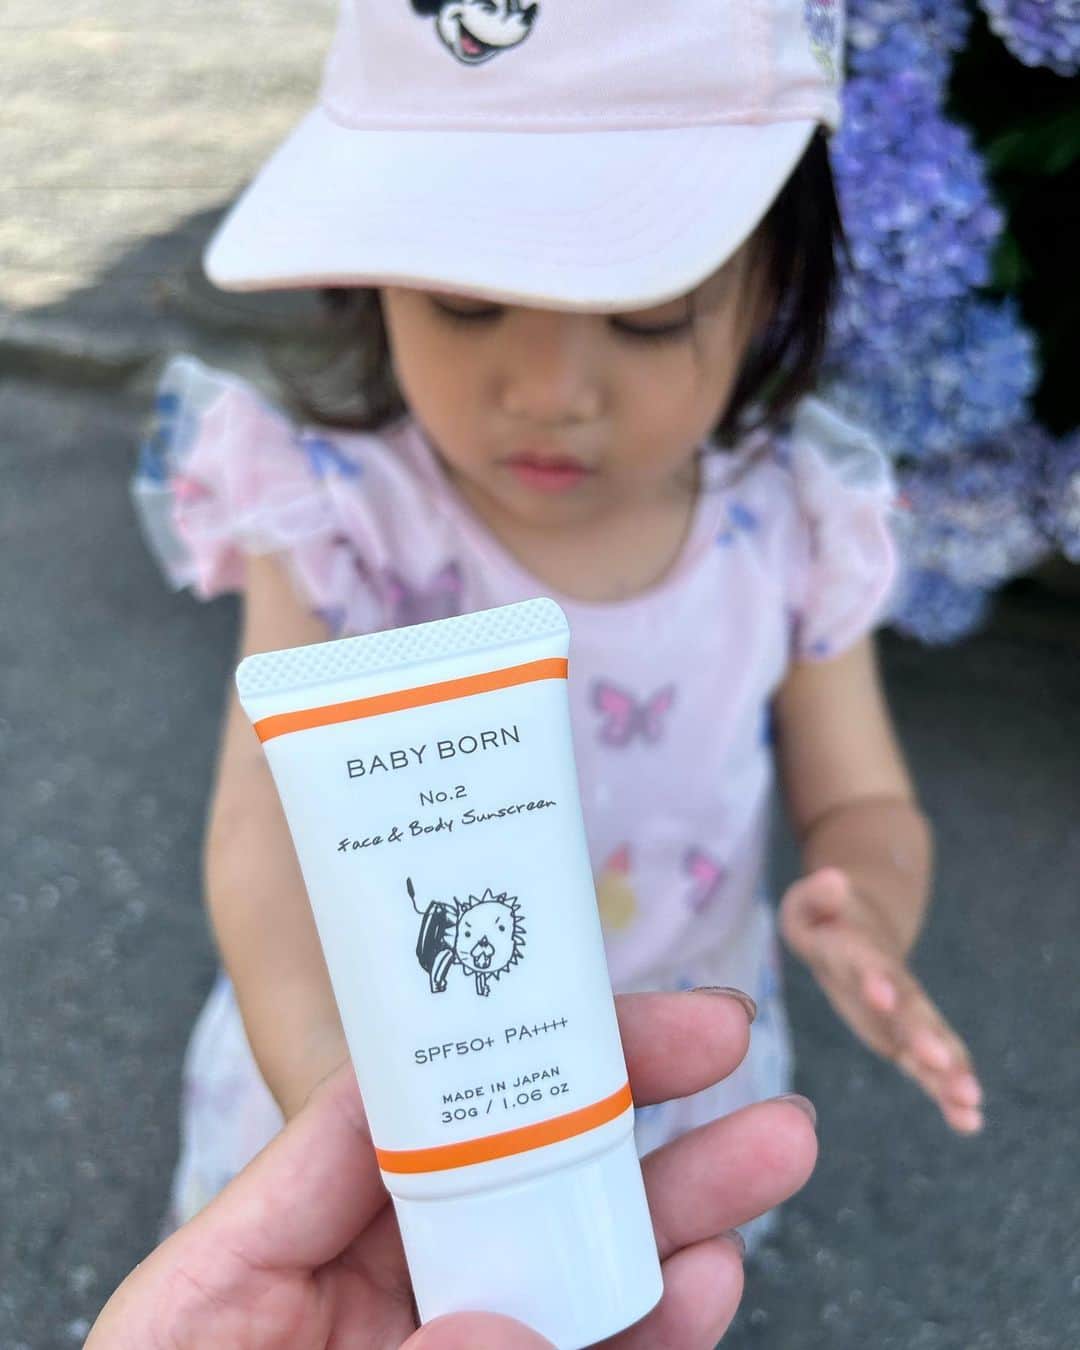 BABY BORN
No.2
Face & Body Sunscreen
SPF50+ PA++++
MADE IN JAPAN
30G / 1.06 OZ